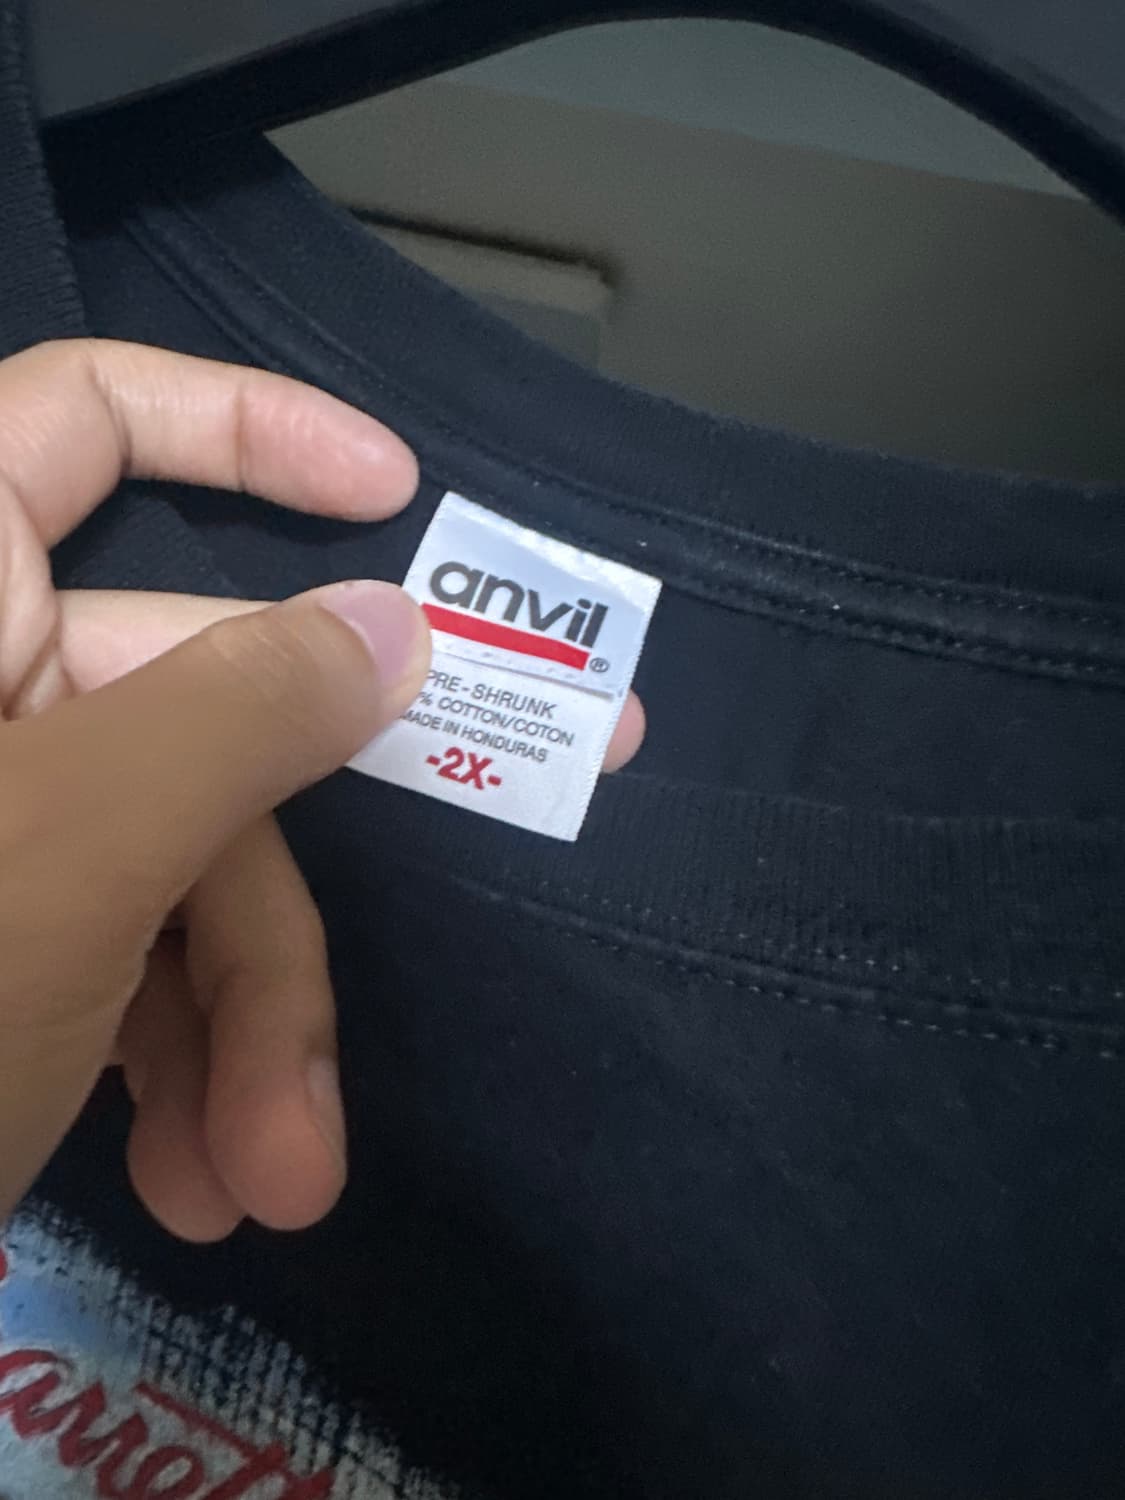 anvil
®
PRE-SHRUNK
% COTTON/COTON
MADE IN HONDURAS
-2X-